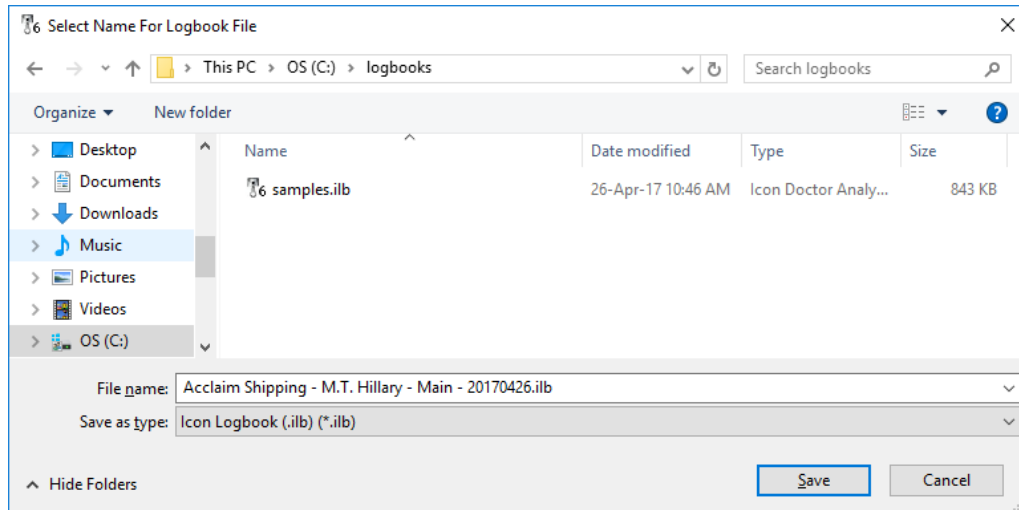 6 Select Name For Logbook File
This PC > OS (C:) > logbooks
Search logbooks
Organize
New folder
?
Name
Date modified
Type
Size
Desktop
Documents
Downloads
Music
Pictures
Videos
OS (C:)
6 samples.ilb
26-Apr-17 10:46 AM
Icon Doctor Analy...
843 KB
File name: Acclaim Shipping - M.T. Hillary - Main - 20170426.ilb
Save as type: Icon Logbook (.ilb) (*.ilb)
Hide Folders
Save
Cancel